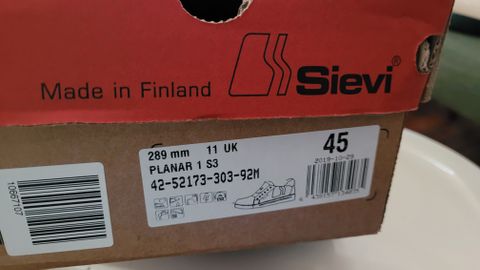 Made in Finland
Sievi®
289 mm 11 UK
45
PLANAR 1 S3
2019-10-29
42-52173-303-92M
10667107